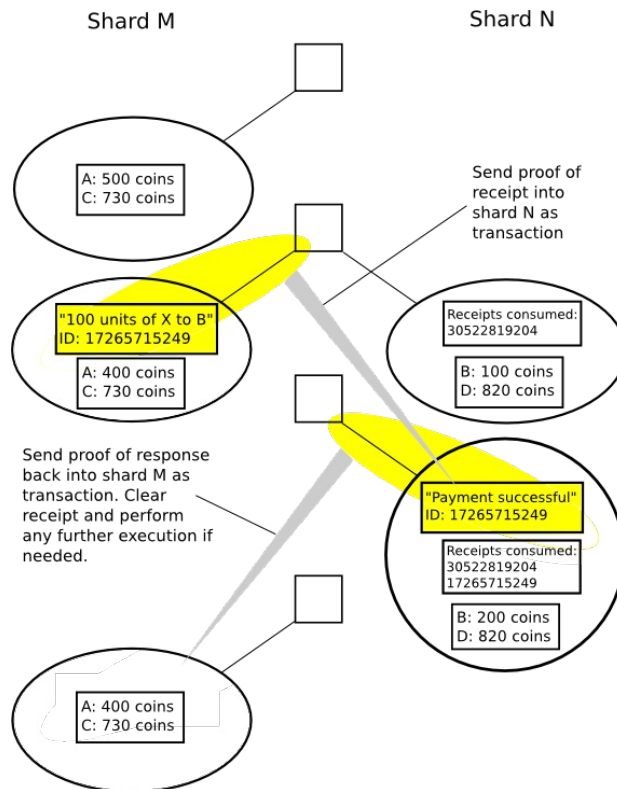 Shard M
Shard N
A: 500 coins
C: 730 coins
Send proof of
receipt into
shard N as
transaction
"100 units of X to B"
ID: 17265715249
A: 400 coins
C: 730 coins
Receipts consumed:
30522819204
B: 100 coins
D: 820 coins
Send proof of response
back into shard M as
transaction. Clear
receipt and perform
any further execution if
needed.
"Payment successful"
ID: 17265715249
Receipts consumed:
30522819204
17265715249
B: 200 coins
D: 820 coins
A: 400 coins
C: 730 coins